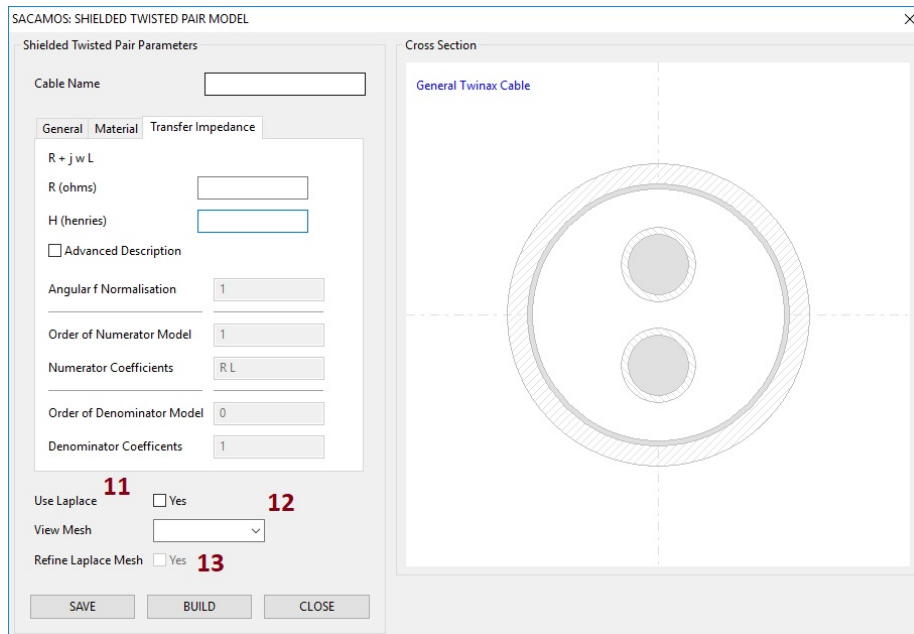 SACAMOS: SHIELDED TWISTED PAIR MODEL
Shielded Twisted Pair Parameters
Cable Name
General Material Transfer Impedance
R + j w L
R (ohms)
H (henries)
Advanced Description
Angular f Normalisation 1
Order of Numerator Model 1
Numerator Coefficients R L
Order of Denominator Model 0
Denominator Coefficents 1
11
Use Laplace Yes 12
View Mesh
Refine Laplace Mesh Yes 13
SAVE BUILD CLOSE
Cross Section
General Twinax Cable